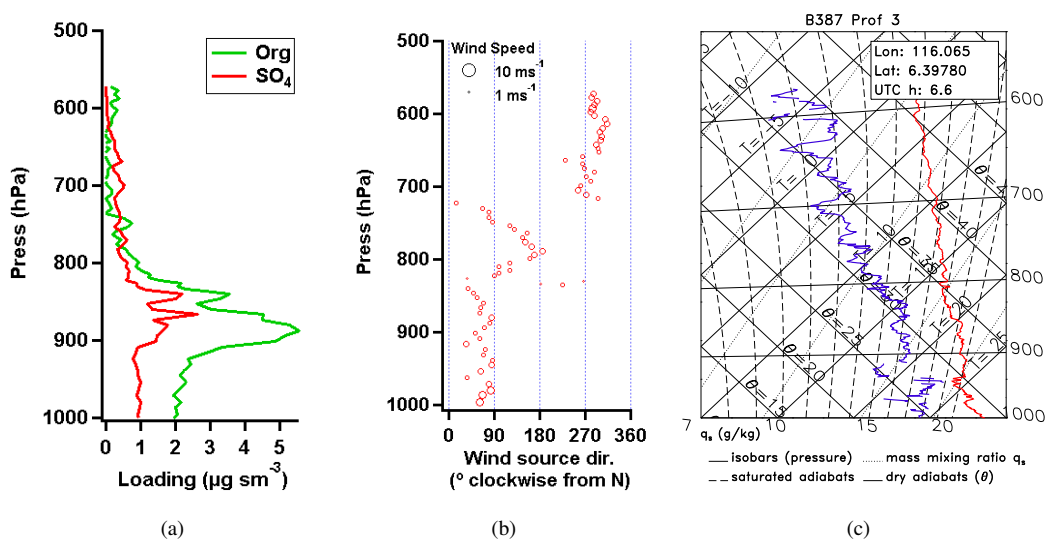 500
600
700
800
900
1000
Press (hPa)
Org
SO4
0
1
2
3
4
5
Loading (µg sm⁻³)
(a)
500
600
700
800
900
1000
Press (hPa)
Wind Speed
10 ms⁻¹
1 ms⁻¹
0
90
180
270
360
Wind source dir.
(º clockwise from N)
(b)
B387 Prof 3
Lon: 116.065
Lat: 6.39780
UTC h: 6.6
600
700
800
900
000
θ=40
θ=35
θ=25
θ=20
7
10
15
20
qs (g/kg)
isobars (pressure)
mass mixing ratio qs
saturated adiabats
dry adiabats (θ)
(c)